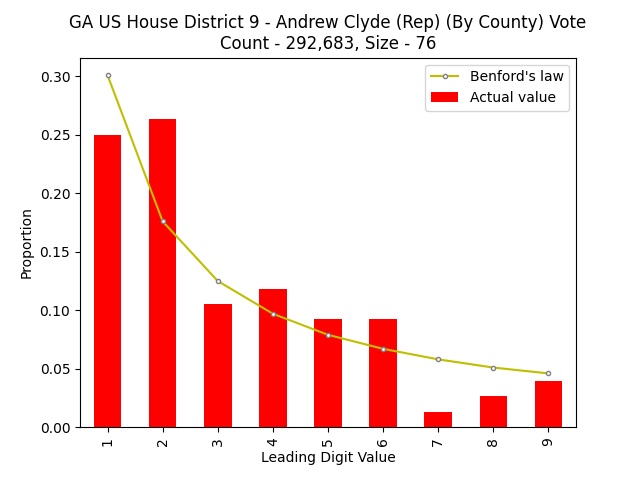 GA US House District 9 - Andrew Clyde (Rep) (By County) Vote
Count - 292,683, Size - 76
Benford's law
Actual value
0.30
0.25
0.20
0.15
0.10
0.05
0.00
Proportion
1 2 3 4 5 6 7 8 9
Leading Digit Value